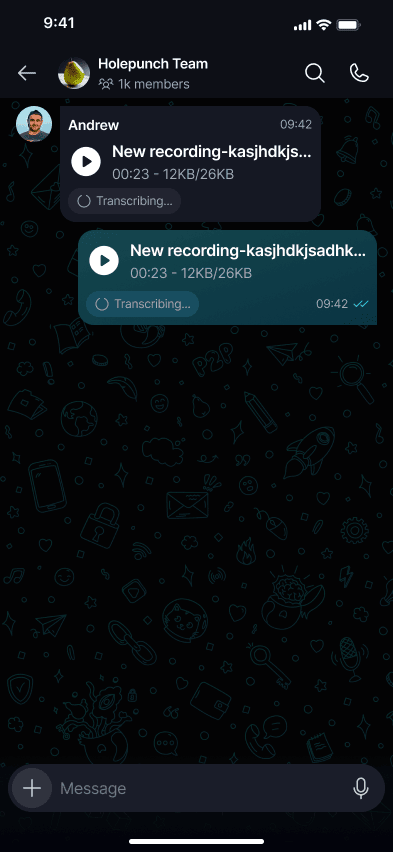 9:41
Holepunch Team
1k members
Andrew
09:42
New recording-kasjhdkjs...
00:23 - 12KB/26KB
Transcribing...
New recording-kasjhdkjsadhk...
00:23 - 12KB/26KB
Transcribing...
09:42
Message